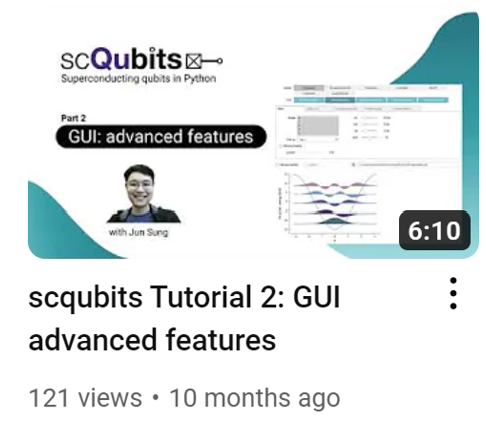 scQubits
Superconducting qubits in Python
Part 2
GUI: advanced features
with Jun Sung
6:10
scqubits Tutorial 2: GUI
advanced features
121 views • 10 months ago